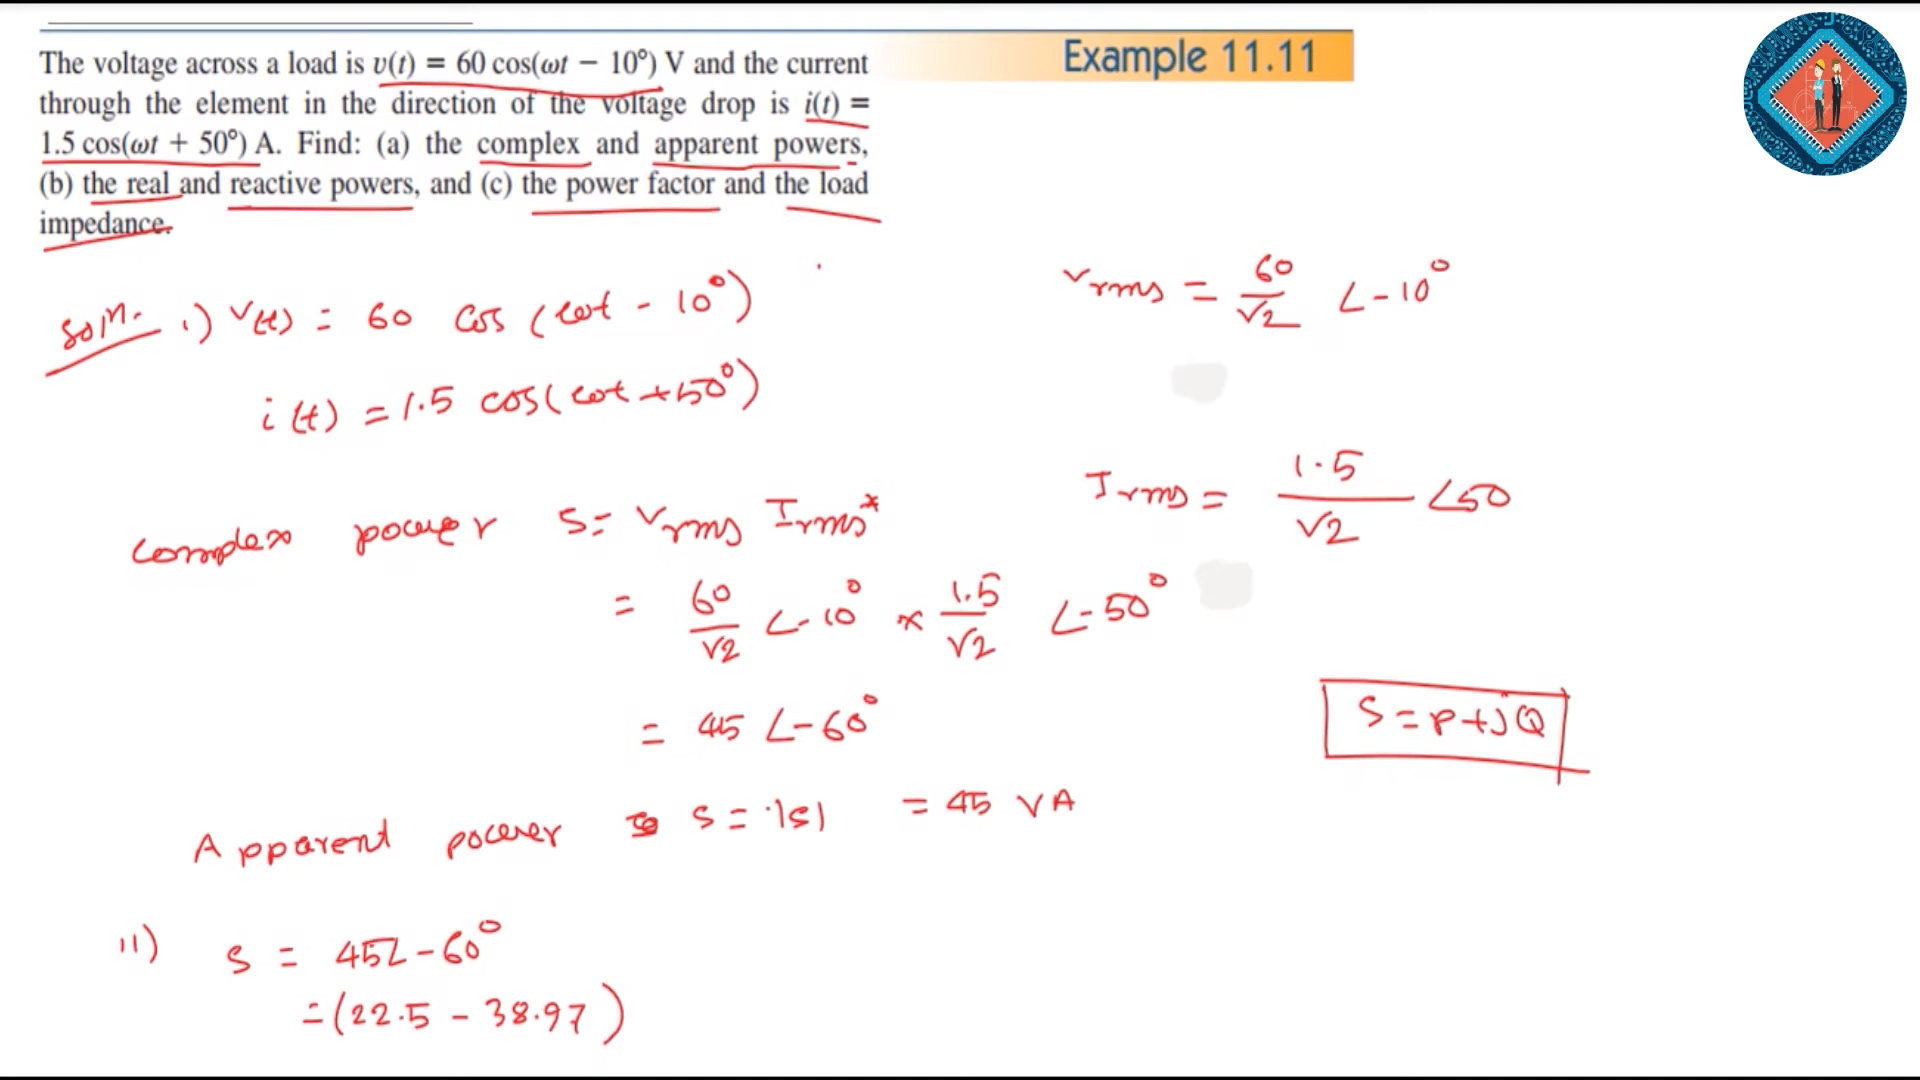 The voltage across a load is v(t) = 60 cos(ωt − 10°) V and the current
through the element in the direction of the voltage drop is i(t) =
1.5 cos(ωt + 50°) A. Find: (a) the complex and apparent powers,
(b) the real and reactive powers, and (c) the power factor and the load
impedance.
Example 11.11
Soln. i) V(t) = 60 cos (ωt - 10°)
i(t) = 1.5 cos(ωt + 50°)
Vrms = 60/√2 ∠-10°
Irms = 1.5/√2 ∠50
complex power S = Vrms Irms*
= 60/√2 ∠-10° × 1.5/√2 ∠-50°
= 45 ∠-60°
S = P + jQ
Apparent power S = |S| = 45 VA
ii) S = 45∠-60°
= (22.5 - 38.97)